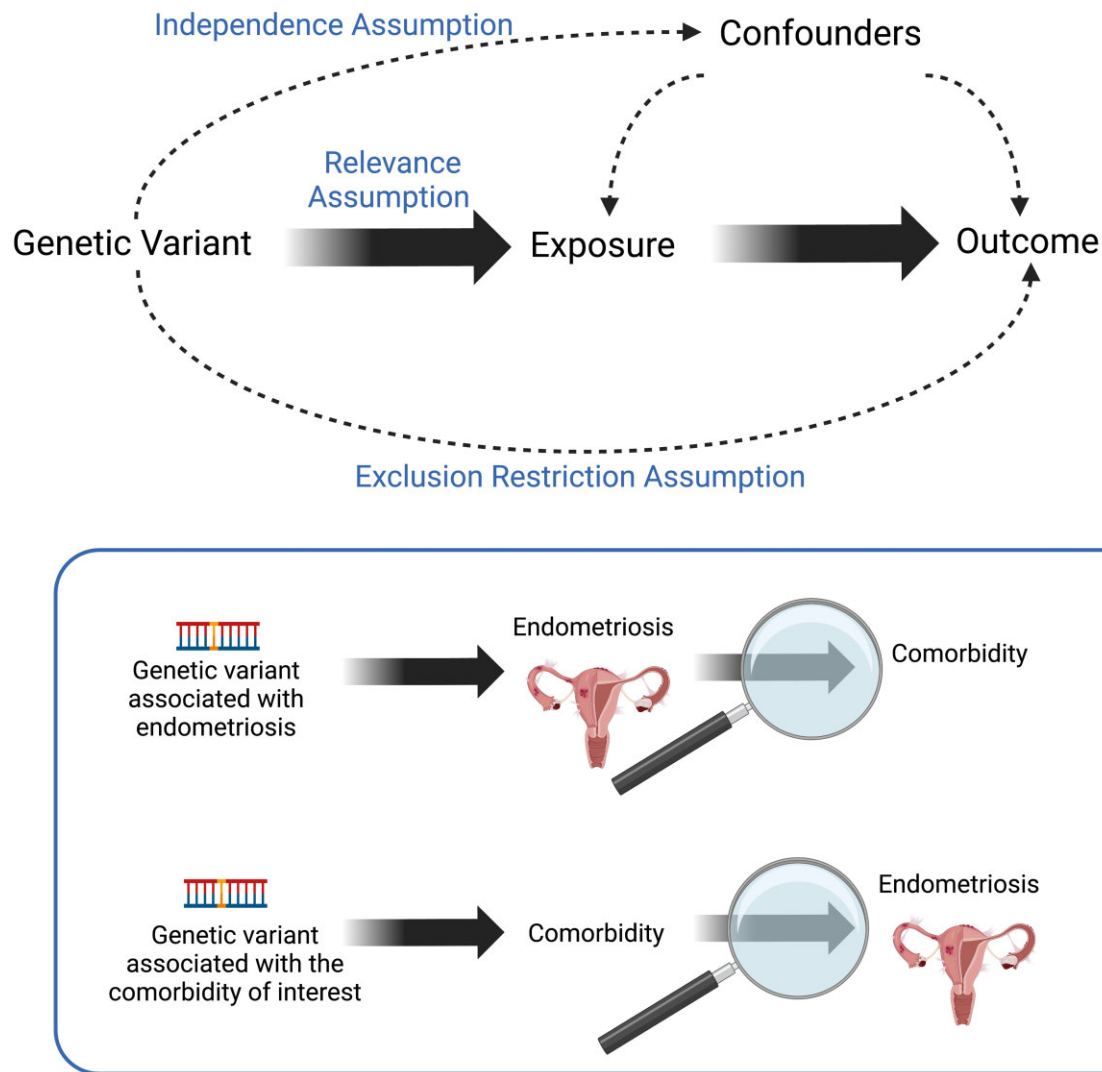 Independence Assumption
Confounders
Relevance
Assumption
Genetic Variant
Exposure
Outcome
Exclusion Restriction Assumption
Endometriosis
Comorbidity
Genetic variant
associated with
endometriosis
Endometriosis
Comorbidity
Genetic variant
associated with the
comorbidity of interest